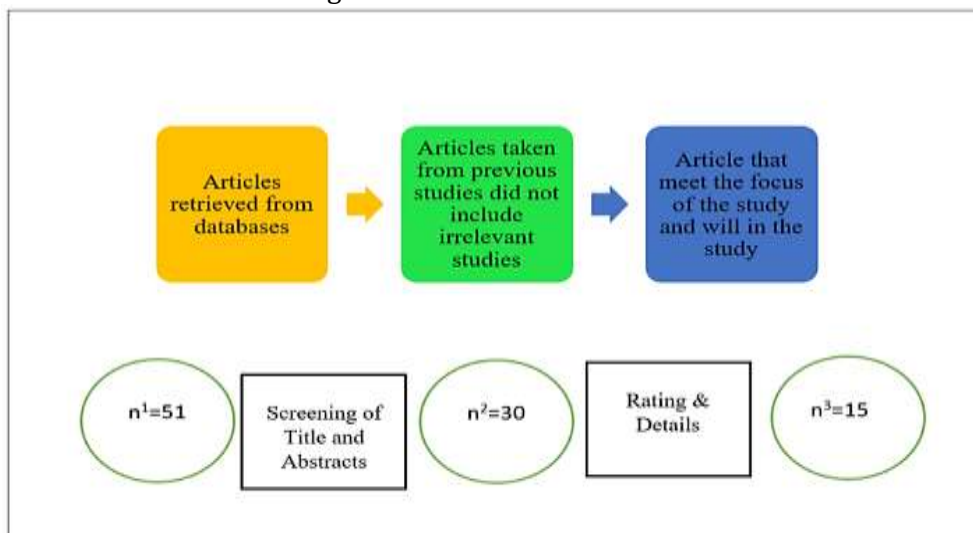 Articles
retrieved from
databases
Articles taken
from previous
studies did not
include
irrelevant
studies
Article that
meet the focus
of the study
and will in the
study
n¹=51
Screening of
Title and
Abstracts
n²=30
Rating &
Details
n³=15